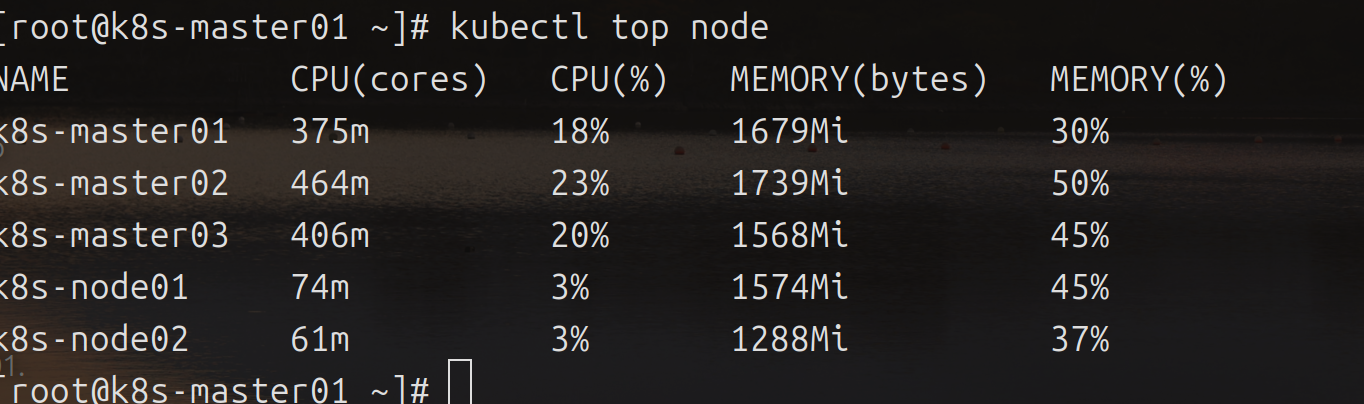 [root@k8s-master01 ~]# kubectl top node
NAME CPU(cores) CPU(%) MEMORY(bytes) MEMORY(%)
k8s-master01 375m 18% 1679Mi 30%
k8s-master02 464m 23% 1739Mi 50%
k8s-master03 406m 20% 1568Mi 45%
k8s-node01 74m 3% 1574Mi 45%
k8s-node02 61m 3% 1288Mi 37%
[root@k8s-master01 ~]#